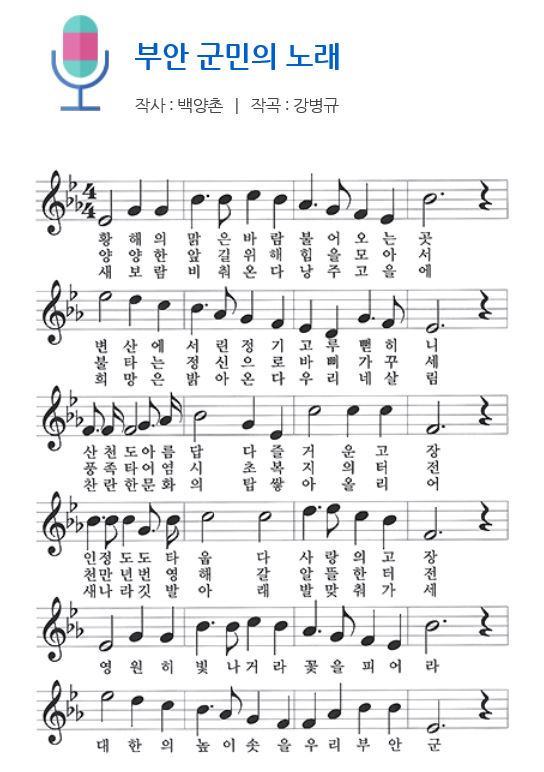 부안 군민의 노래
작사 : 백양촌 | 작곡 : 강병규
4
4
황 해 의 맑 은 바 람 불 어 오 는 곳
양 양 한 앞 길 위 해 힘 을 모 아 서
새 보 람 비 춰 온 다 낭 주 고 을 에
변 산 에 서 린 정 기 고 루 뻗 히 니
불 타 는 정 신 으 로 바 삐 가 꾸 세
희 망 은 밝 아 온 다 우 리 네 살 림
산 천 도 아 름 답 다 즐 거 운 고 장
풍 족 타 어 염 시 초 복 지 의 터 전
찬 란 한 문 화 의 탑 쌓 아 올 리 어
인 정 도 도 타 웁 다 사 랑 의 고 장
천 만 년 번 영 해 갈 알 뜰 한 터 전
새 나 라 깃 발 아 래 발 맞 춰 가 세
영 원 히 빛 나 거 라 꽃 을 피 어 라
대 한 의 높 이 솟 을 우 리 부 안 군